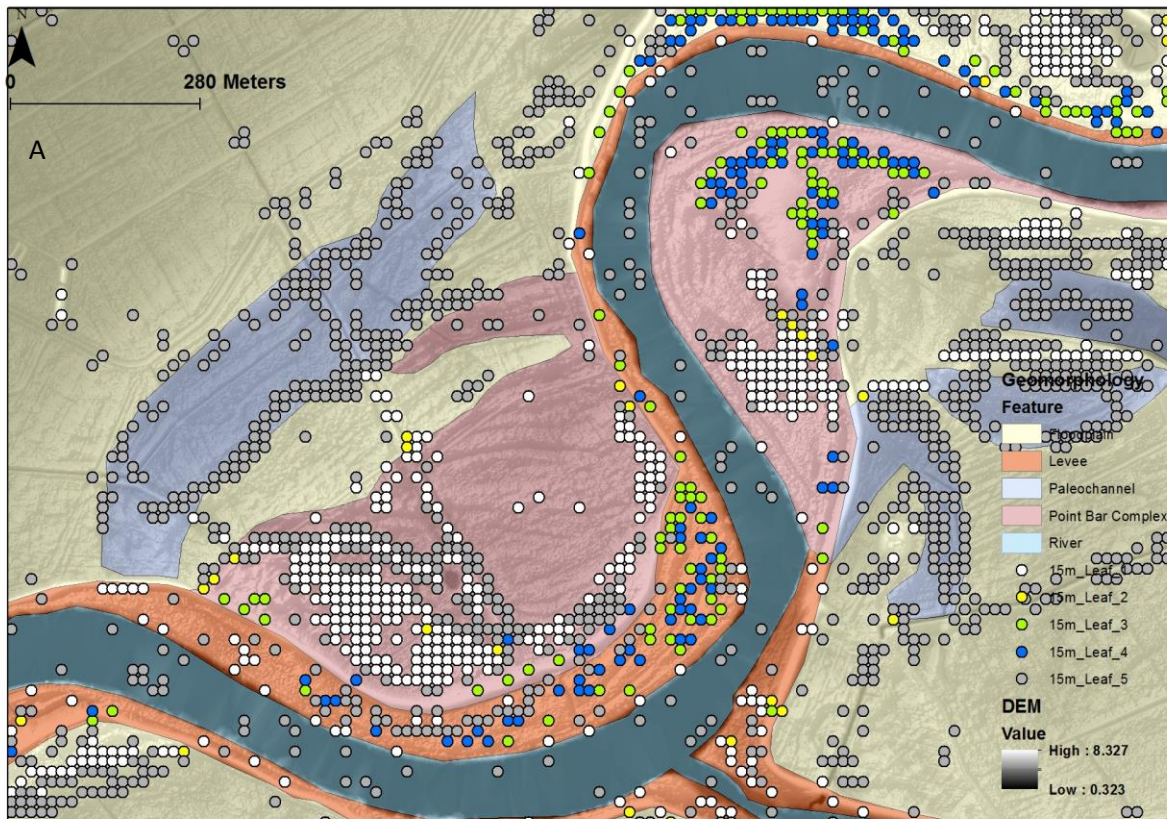 N
0 280 Meters
A
Geomorphology
Feature
Floodplain
Levee
Paleochannel
Point Bar Complex
River
15m_Leaf_1
15m_Leaf_2
15m_Leaf_3
15m_Leaf_4
15m_Leaf_5
DEM
Value
High : 8.327
Low : 0.323